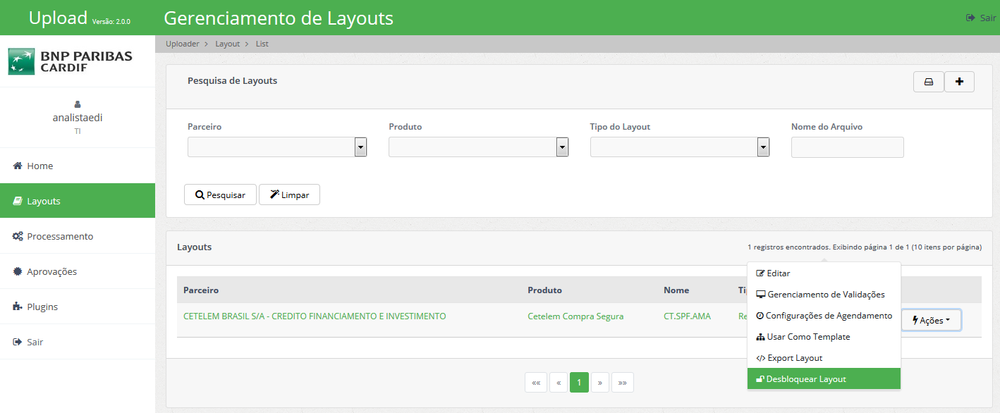 Upload Versão: 2.0.0
Gerenciamento de Layouts
Sair
BNP PARIBAS
CARDIF
analistaedi
TI
Home
Layouts
Processamento
Aprovações
Plugins
Sair
Uploader > Layout > List
Pesquisa de Layouts
Parceiro Produto Tipo do Layout Nome do Arquivo
Pesquisar Limpar
Layouts
1 registros encontrados. Exibindo página 1 de 1 (10 itens por página)
Parceiro Produto Nome
CETELEM BRASIL S/A - CREDITO FINANCIAMENTO E INVESTIMENTO Cetelem Compra Segura CT.SPF.AMA
Ações
Editar
Gerenciamento de Validações
Configurações de Agendamento
Usar Como Template
Export Layout
Desbloquear Layout
«« « 1 » »»